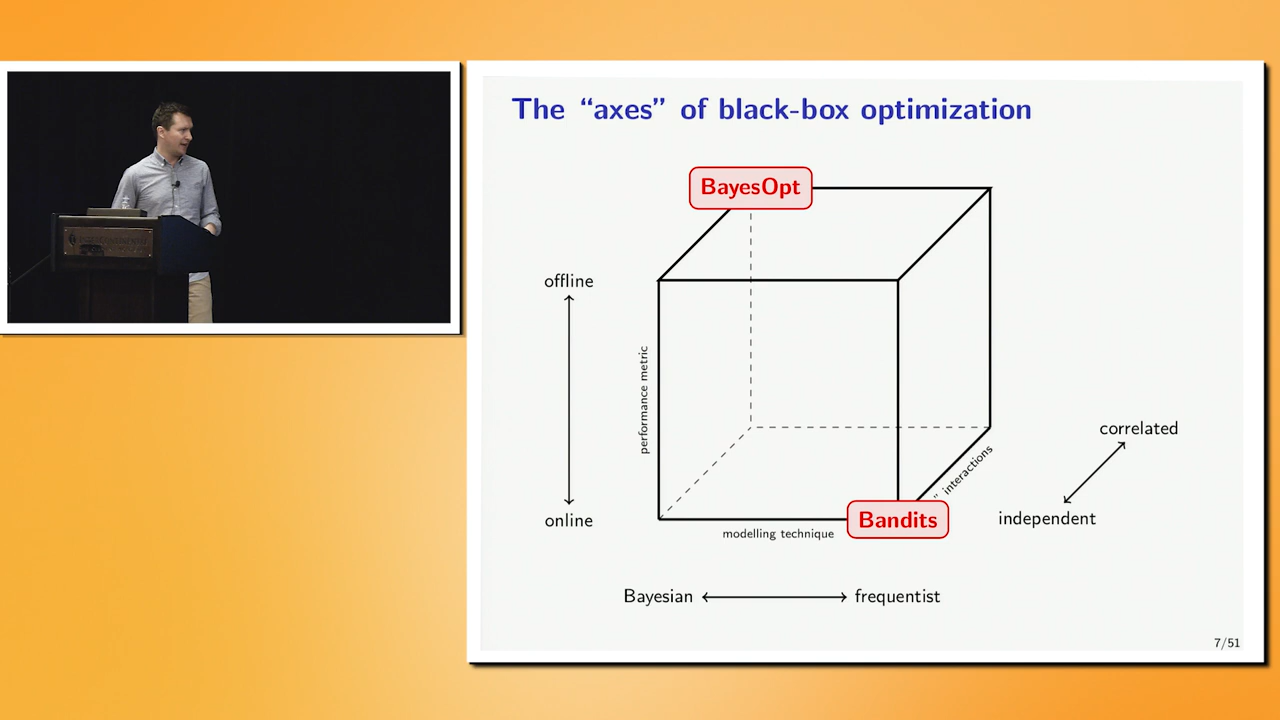 The “axes” of black-box optimization
BayesOpt
offline
performance metric
correlated
” interactions
online
Bandits
independent
modelling technique
Bayesian
frequentist
7/51